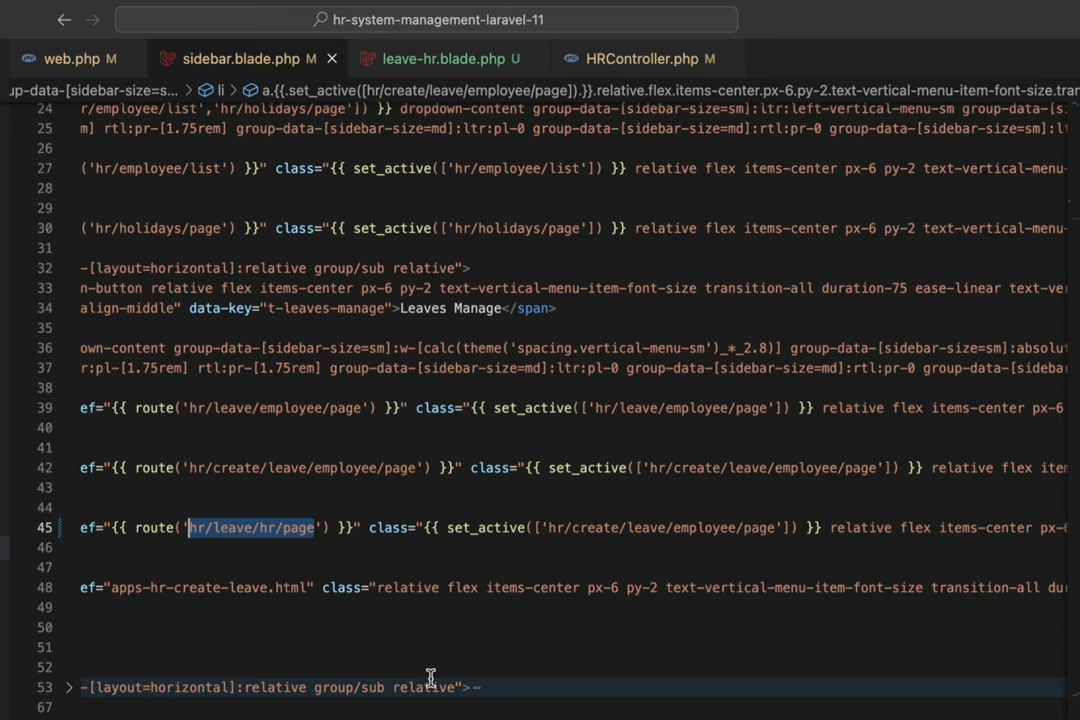 hr-system-management-laravel-11
web.php M sidebar.blade.php M leave-hr.blade.php U HRController.php M
up-data-[sidebar-size=s... > li > a.{{.set_active([hr/create/leave/employee/page]).}}.relative.flex.items-center.px-6.py-2.text-vertical-menu-item-font-size.tran
24 r/employee/list','hr/holidays/page']) }} dropdown-content group-data-[sidebar-size=sm]:ltr:left-vertical-menu-sm group-data-[s
25 m] rtl:pr-[1.75rem] group-data-[sidebar-size=md]:ltr:pl-0 group-data-[sidebar-size=md]:rtl:pr-0 group-data-[sidebar-size=sm]:lt
26
27 ('hr/employee/list') }}" class="{{ set_active(['hr/employee/list']) }} relative flex items-center px-6 py-2 text-vertical-menu-
28
29
30 ('hr/holidays/page') }}" class="{{ set_active(['hr/holidays/page']) }} relative flex items-center px-6 py-2 text-vertical-menu-
31
32 -[layout=horizontal]:relative group/sub relative">
33 n-button relative flex items-center px-6 py-2 text-vertical-menu-item-font-size transition-all duration-75 ease-linear text-ver
34 align-middle" data-key="t-leaves-manage">Leaves Manage</span>
35
36 own-content group-data-[sidebar-size=sm]:w-[calc(theme('spacing.vertical-menu-sm')_*_2.8)] group-data-[sidebar-size=sm]:absolut
37 r:pl-[1.75rem] rtl:pr-[1.75rem] group-data-[sidebar-size=md]:ltr:pl-0 group-data-[sidebar-size=md]:rtl:pr-0 group-data-[sidebar
38
39 ef="{{ route('hr/leave/employee/page') }}" class="{{ set_active(['hr/leave/employee/page']) }} relative flex items-center px-6
40
41
42 ef="{{ route('hr/create/leave/employee/page') }}" class="{{ set_active(['hr/create/leave/employee/page']) }} relative flex item
43
44
45 ef="{{ route('hr/leave/hr/page') }}" class="{{ set_active(['hr/create/leave/employee/page']) }} relative flex items-center px-6
46
47
48 ef="apps-hr-create-leave.html" class="relative flex items-center px-6 py-2 text-vertical-menu-item-font-size transition-all dur
49
50
51
52
53 -[layout=horizontal]:relative group/sub relative">
67